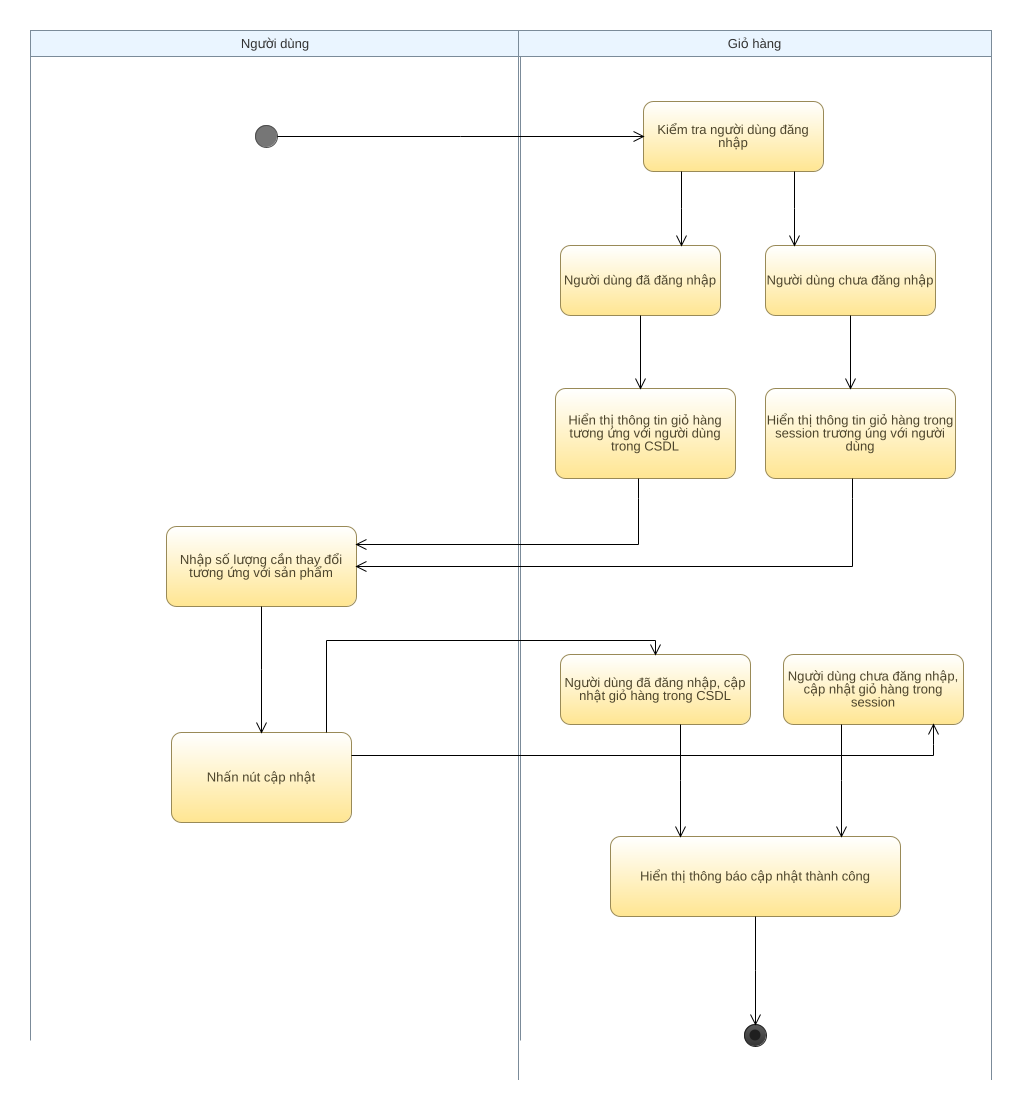 Người dùng
Giỏ hàng
Kiểm tra người dùng đăng
nhập
Người dùng đã đăng nhập
Người dùng chưa đăng nhập
Hiển thị thông tin giỏ hàng
tương ứng với người dùng
trong CSDL
Hiển thị thông tin giỏ hàng trong
session trương úng với người
dùng
Nhập số lượng cần thay đổi
tương ứng với sản phẩm
Người dùng đã đăng nhập, cập
nhật giỏ hàng trong CSDL
Người dùng chưa đăng nhập,
cập nhật giỏ hàng trong
session
Nhấn nút cập nhật
Hiển thị thông báo cập nhật thành công